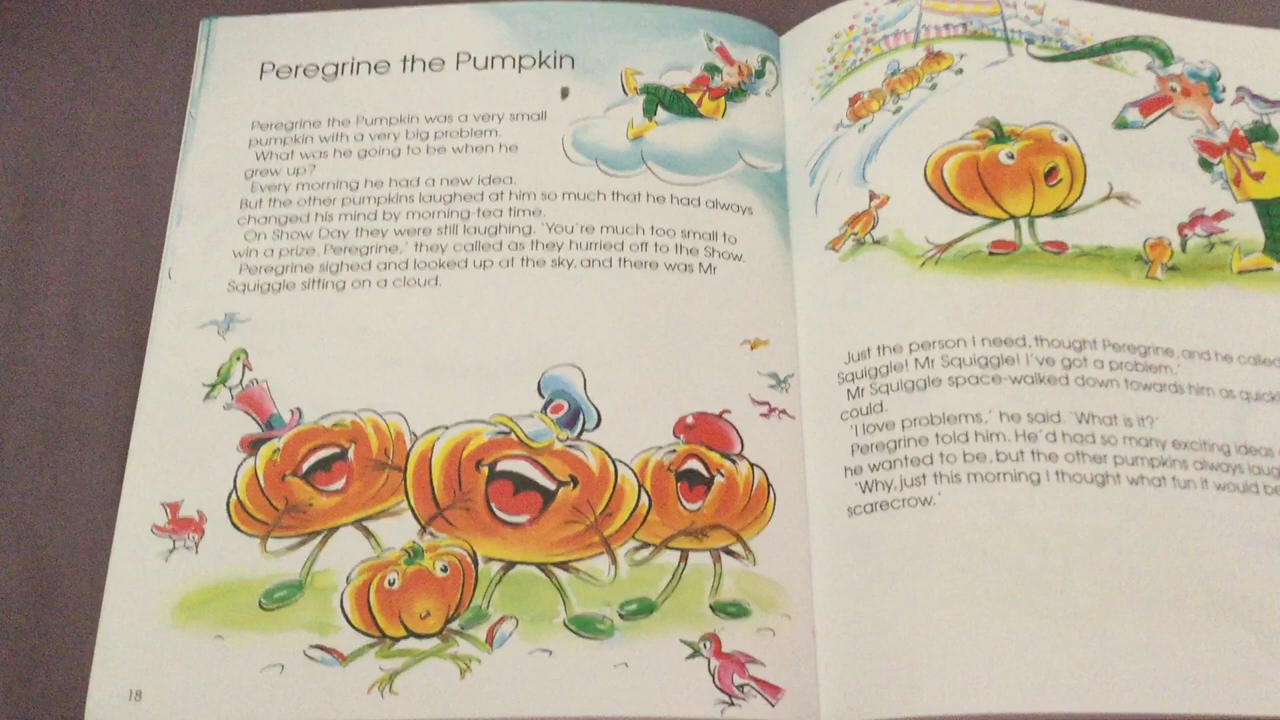 Peregrine the Pumpkin
Peregrine the Pumpkin was a very small
pumpkin with a very big problem.
What was he going to be when he
grew up?
Every morning he had a new idea.
But the other pumpkins laughed at him so much that he had always
changed his mind by morning-tea time.
On Show Day they were still laughing. 'You're much too small to
win a prize, Peregrine,' they called as they hurried off to the Show.
Peregrine sighed and looked up at the sky, and there was Mr
Squiggle sitting on a cloud.
18
Just the person I need, thought Peregrine, and he called
Squiggle! Mr Squiggle! I've got a problem.'
Mr Squiggle space-walked down towards him as
could.
'I love problems,' he said. 'What is it?'
Peregrine told him. He'd had so many exciting ideas
he wanted to be, but the other pumpkins always
'Why, just this morning I thought what fun it would
scarecrow.'